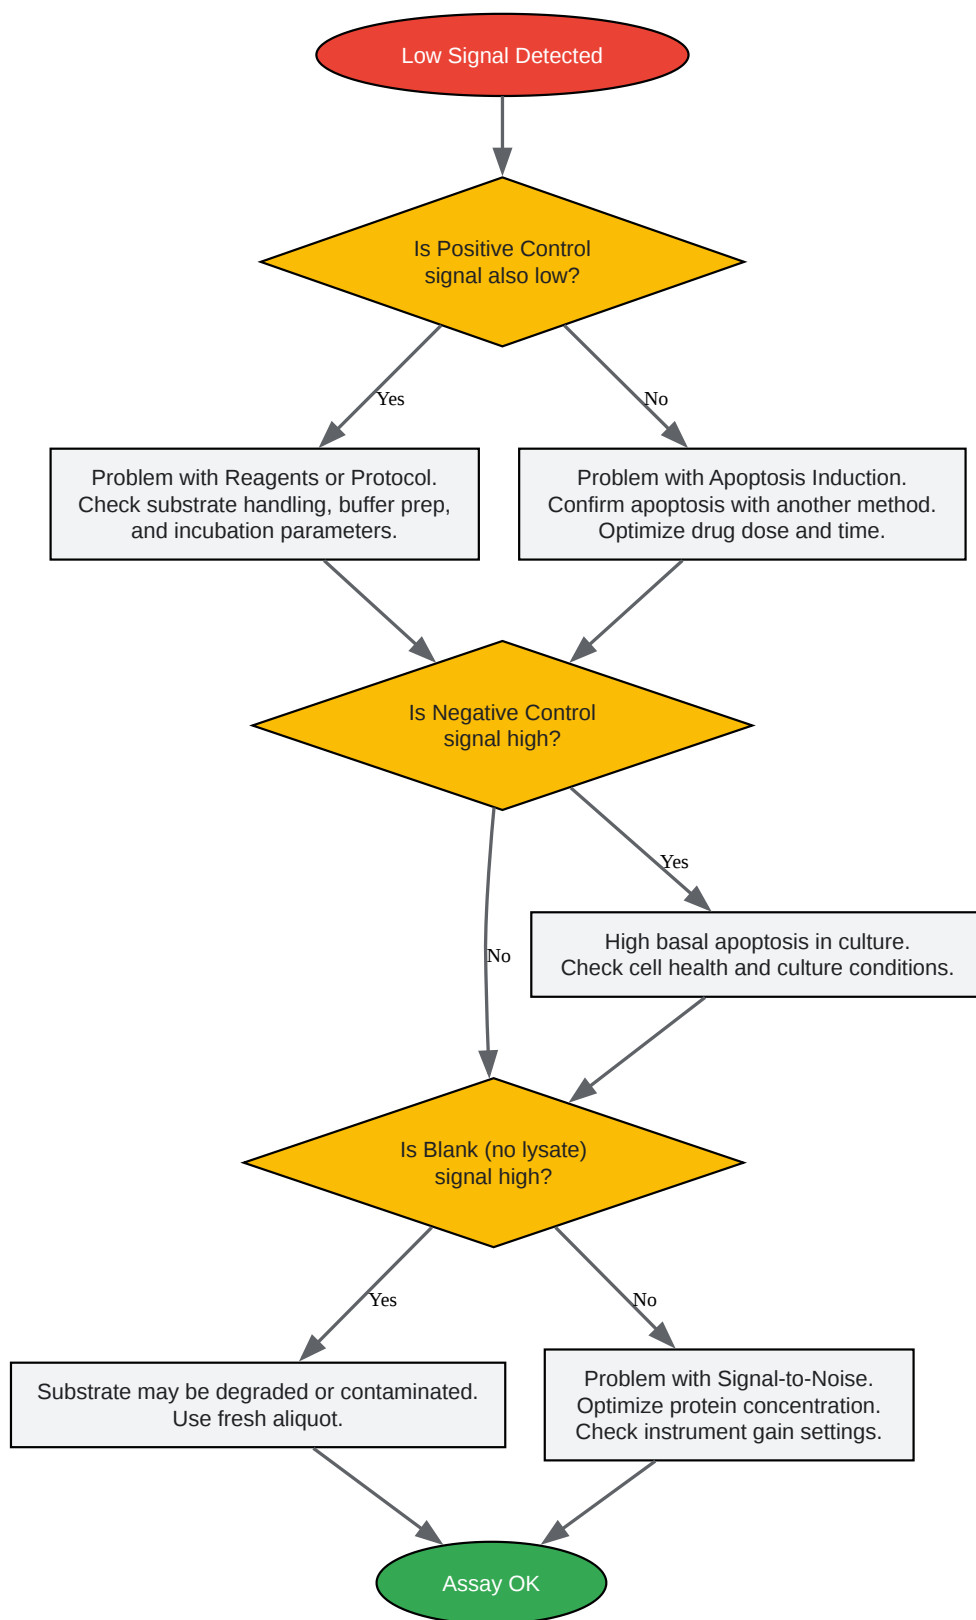 Low Signal Detected
Is Positive Control
signal also low?
Yes
No
Problem with Reagents or Protocol.
Check substrate handling, buffer prep,
and incubation parameters.
Problem with Apoptosis Induction.
Confirm apoptosis with another method.
Optimize drug dose and time.
Is Negative Control
signal high?
Yes
No
High basal apoptosis in culture.
Check cell health and culture conditions.
Is Blank (no lysate)
signal high?
Yes
No
Substrate may be degraded or contaminated.
Use fresh aliquot.
Problem with Signal-to-Noise.
Optimize protein concentration.
Check instrument gain settings.
Assay OK